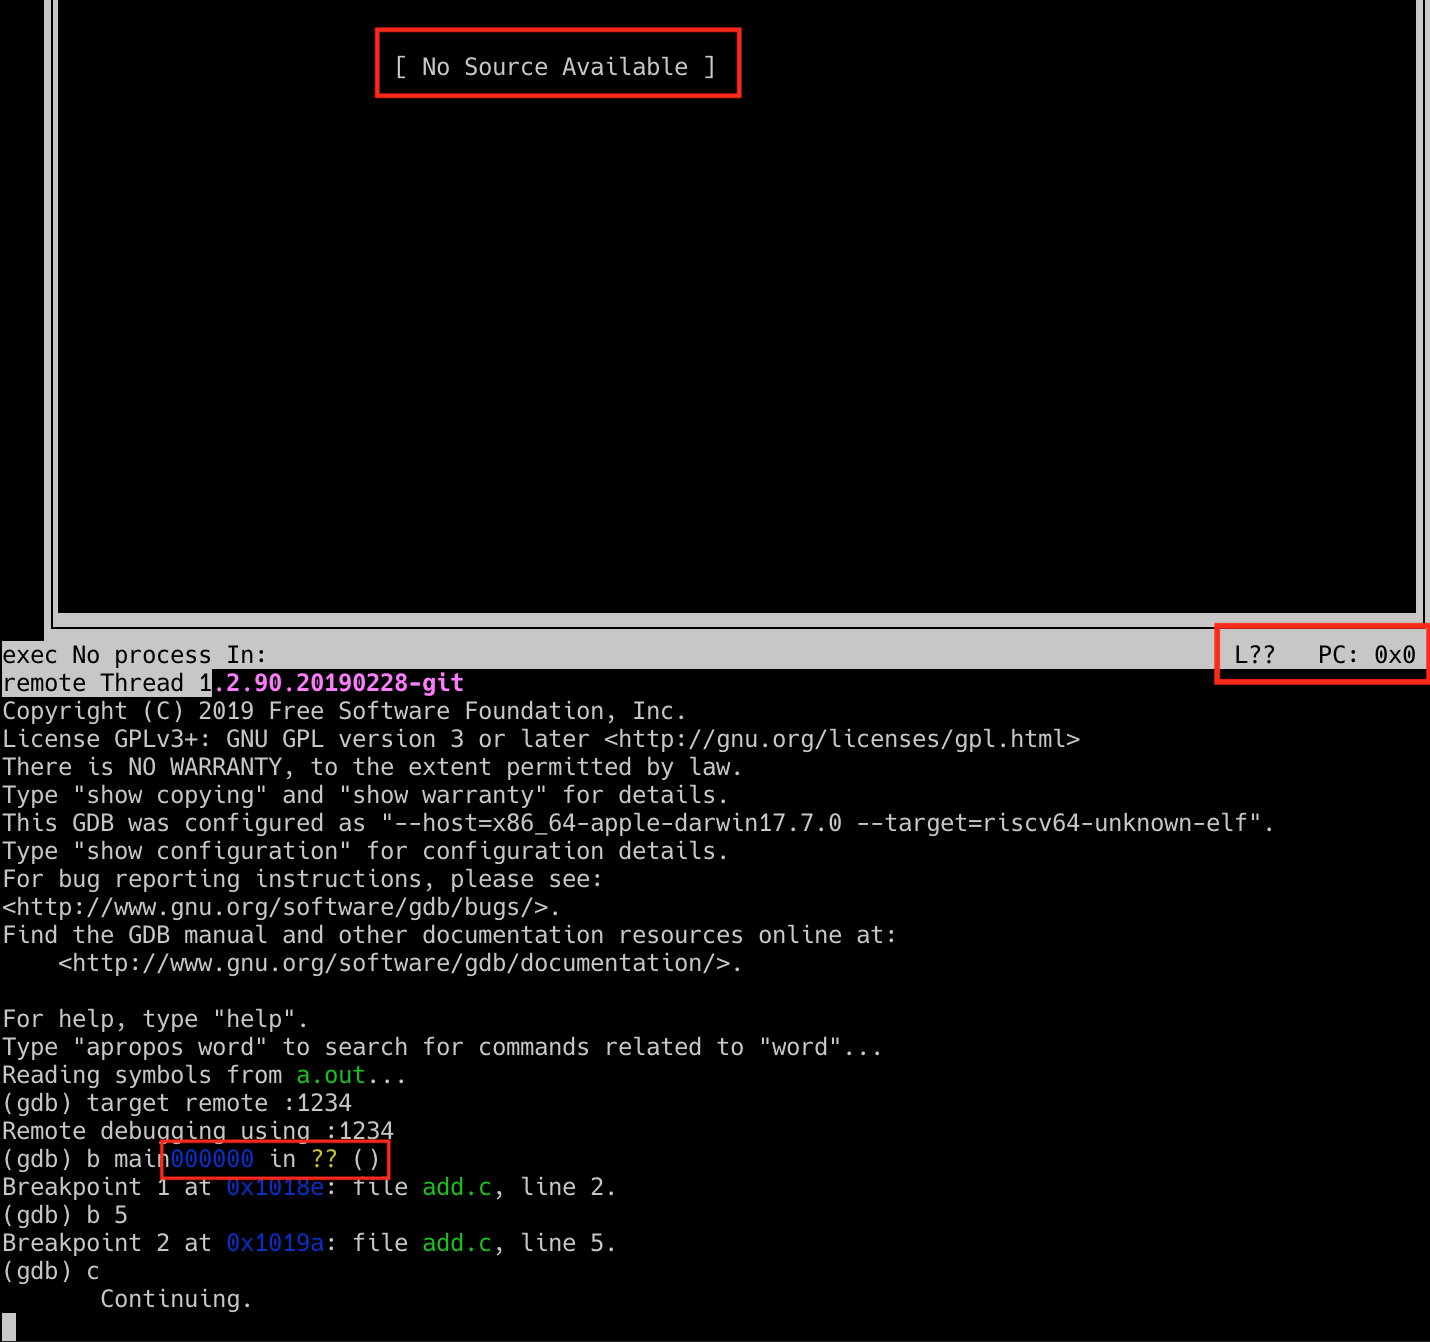 [ No Source Available ]
exec No process In: L?? PC: 0x0
remote Thread 1.2.90.20190228-git
Copyright (C) 2019 Free Software Foundation, Inc.
License GPLv3+: GNU GPL version 3 or later <http://gnu.org/licenses/gpl.html>
There is NO WARRANTY, to the extent permitted by law.
Type "show copying" and "show warranty" for details.
This GDB was configured as "--host=x86_64-apple-darwin17.7.0 --target=riscv64-unknown-elf".
Type "show configuration" for configuration details.
For bug reporting instructions, please see:
<http://www.gnu.org/software/gdb/bugs/>.
Find the GDB manual and other documentation resources online at:
    <http://www.gnu.org/software/gdb/documentation/>.
For help, type "help".
Type "apropos word" to search for commands related to "word"...
Reading symbols from a.out...
(gdb) target remote :1234
Remote debugging using :1234
(gdb) b main000000 in ?? ()
Breakpoint 1 at 0x1018e: file add.c, line 2.
(gdb) b 5
Breakpoint 2 at 0x1019a: file add.c, line 5.
(gdb) c
Continuing.